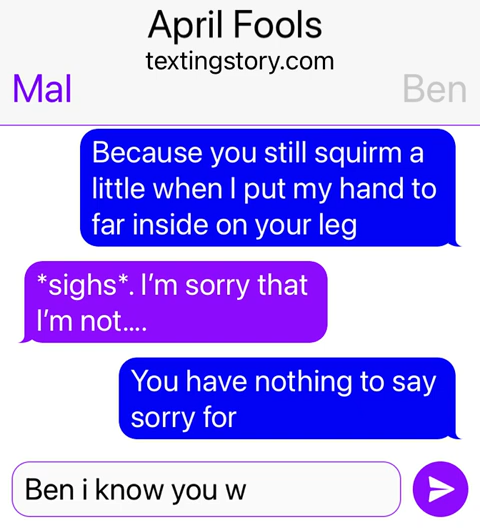 April Fools
textingstory.com
Mal
Ben
Because you still squirm a
little when I put my hand to
far inside on your leg
*sighs*. I'm sorry that
I'm not....
You have nothing to say
sorry for
Ben i know you w